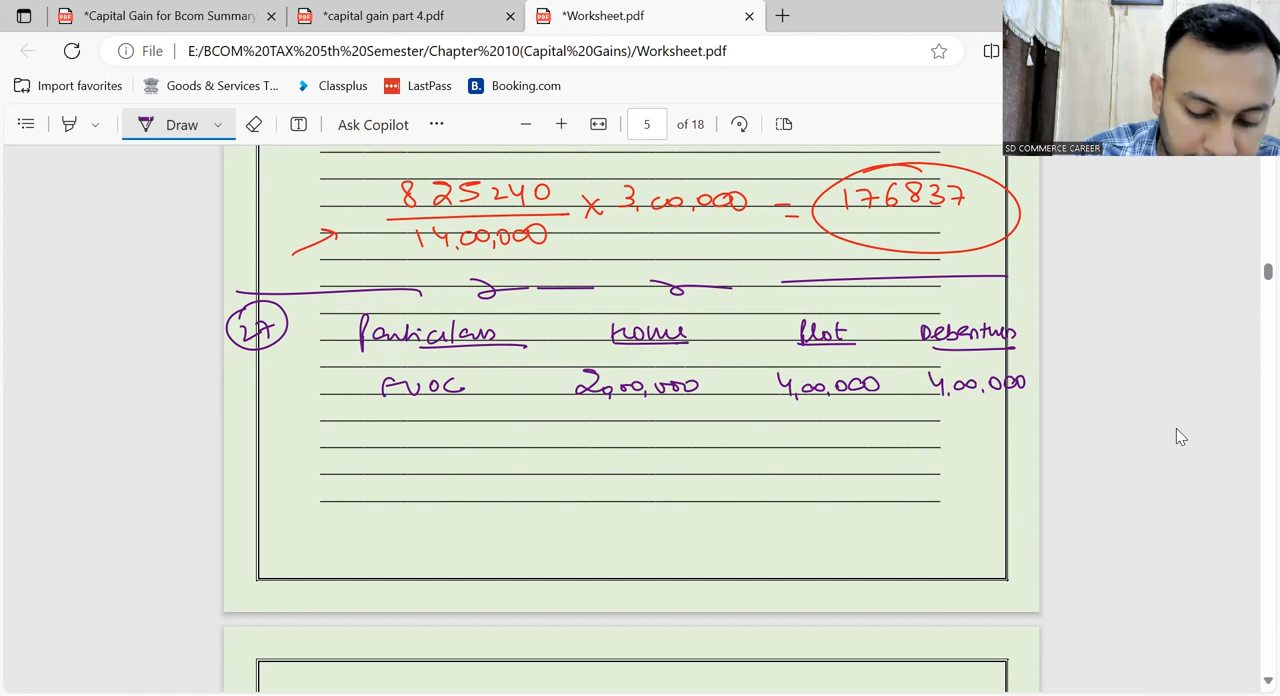 *Capital Gain for Bcom Summary
*capital gain part 4.pdf
*Worksheet.pdf
File
E:/BCOM%20TAX%205th%20Semester/Chapter%2010(Capital%20Gains)/Worksheet.pdf
Import favorites
Goods & Services T...
Classplus
LastPass
B. Booking.com
Draw
Ask Copilot
5 of 18
SD COMMERCE CAREER
825240 / 14,00,000 × 3,00,000 = 176837
27 Particulars House Plot Debentures
FVOC 2,00,000 4,00,000 4,00,000